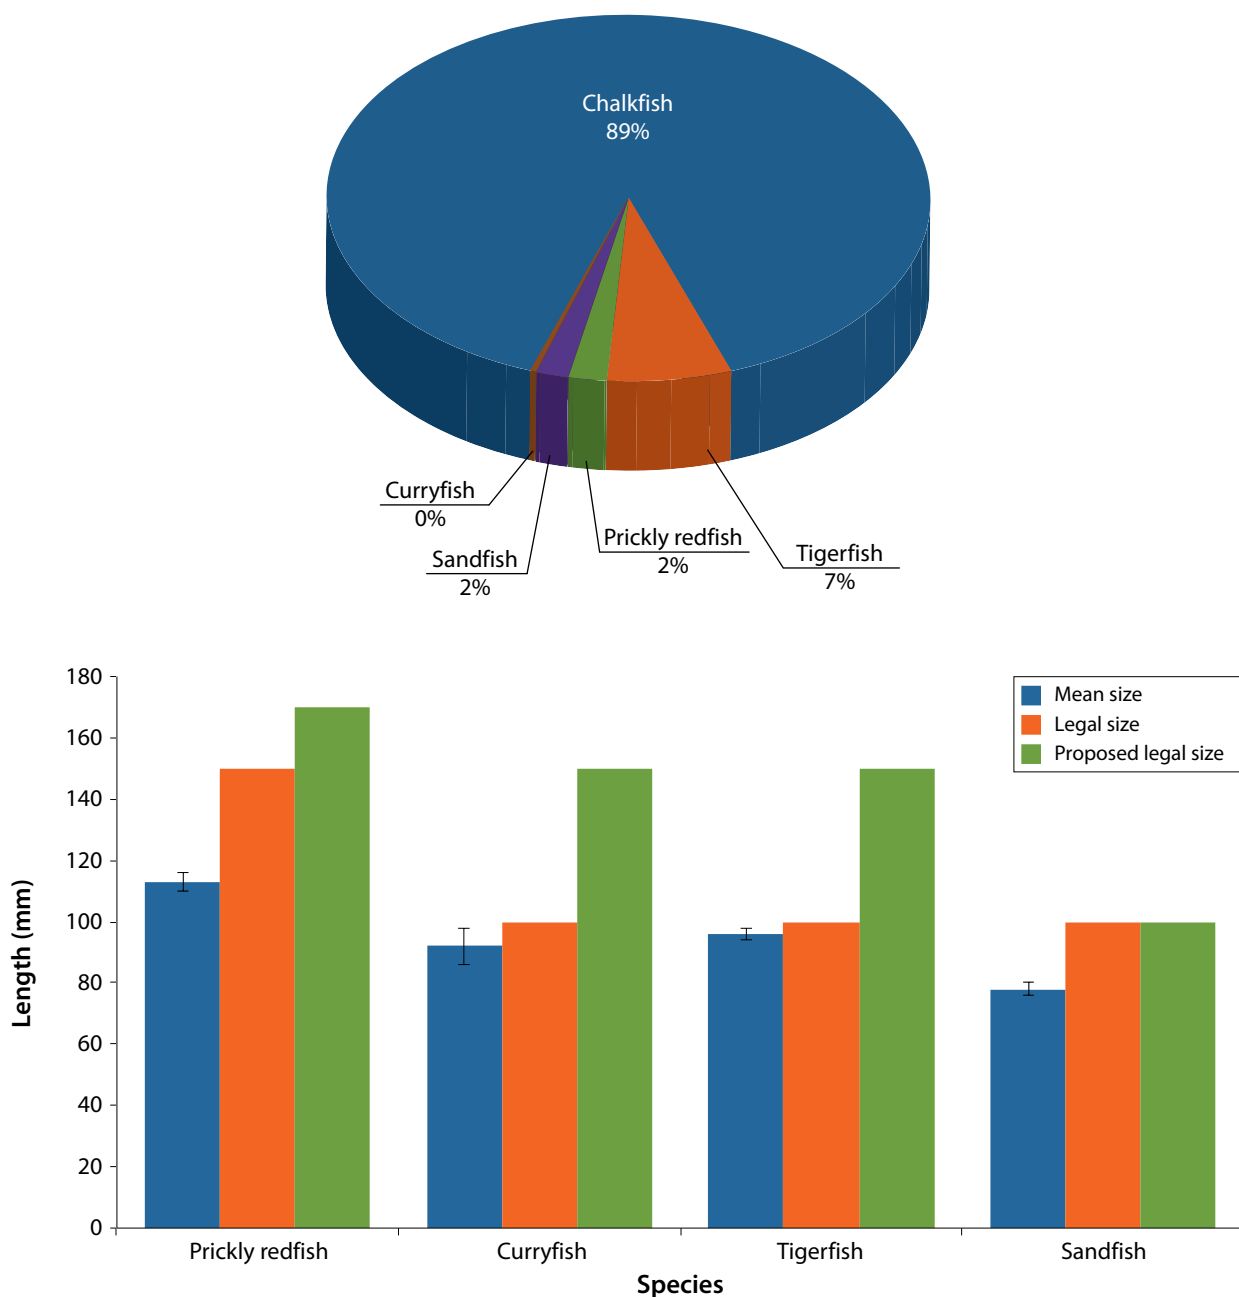 Chalkfish
89%
Curryfish
0%
Sandfish
2%
Prickly redfish
2%
Tigerfish
7%
180
160
140
120
100
80
60
40
20
0
Length (mm)
Mean size
Legal size
Proposed legal size
Prickly redfish
Curryfish
Tigerfish
Sandfish
Species